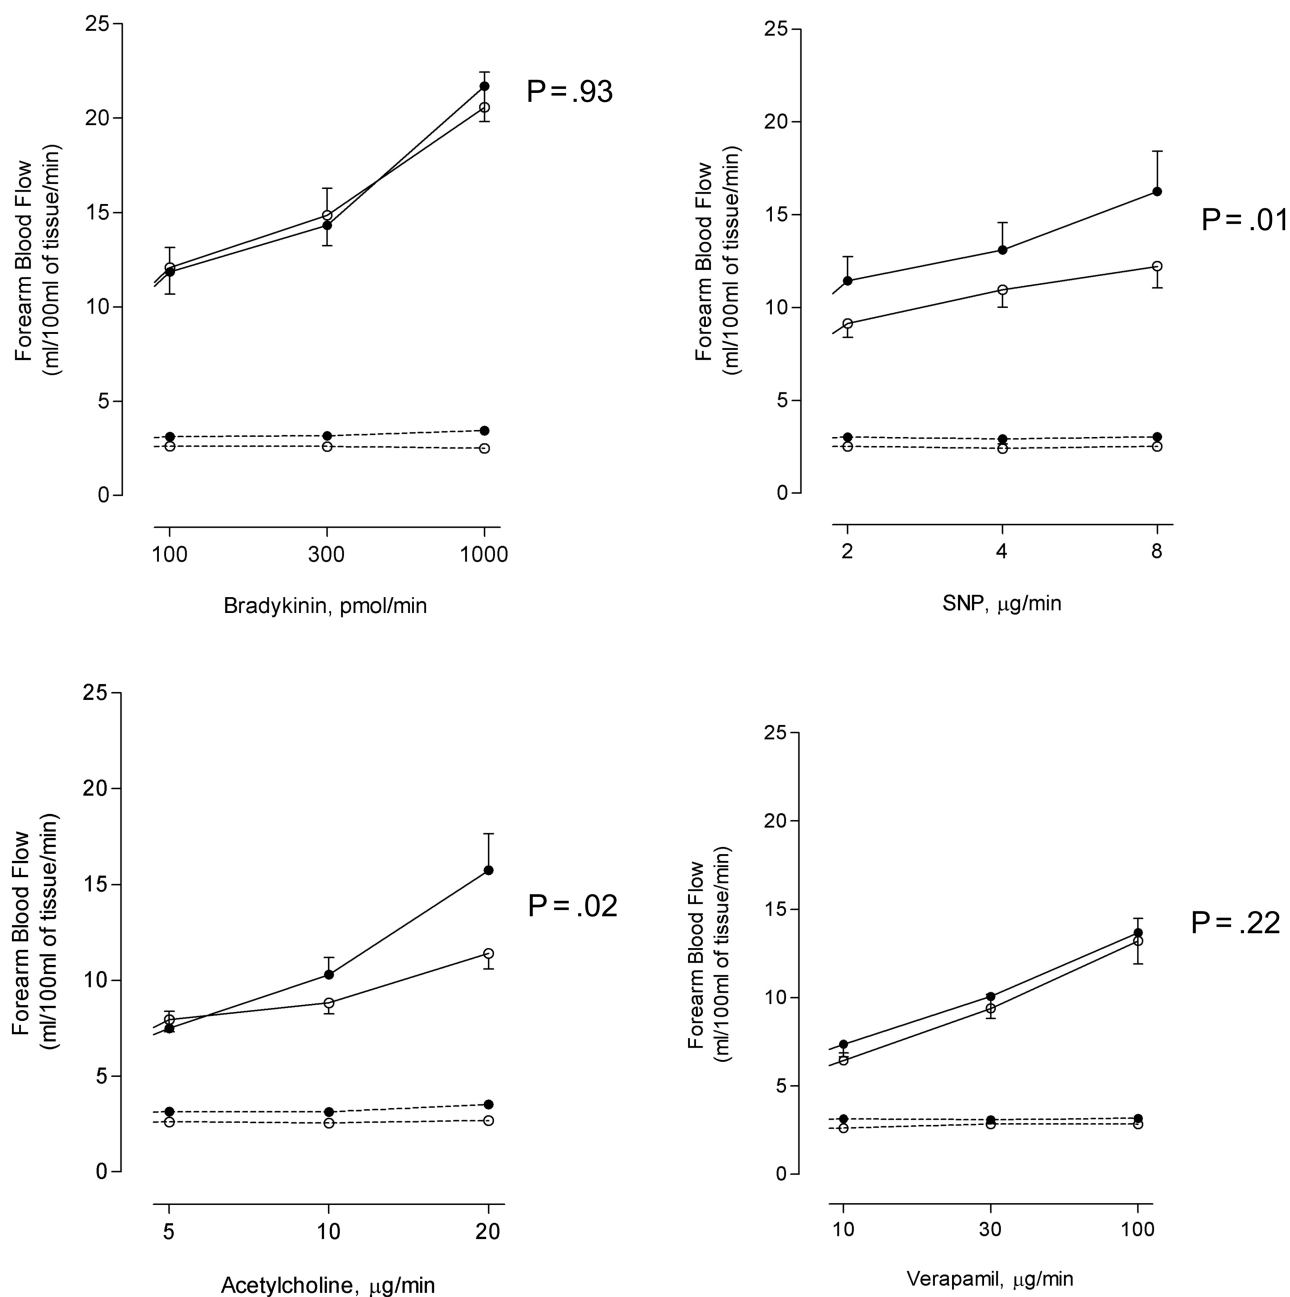 Forearm Blood Flow
(ml/100ml of tissue/min)
25
20
15
10
5
0
P = .93
100 300 1000
Bradykinin, pmol/min
Forearm Blood Flow
(ml/100ml of tissue/min)
25
20
15
10
5
0
P = .01
2 4 8
SNP, μg/min
Forearm Blood Flow
(ml/100ml of tissue/min)
25
20
15
10
5
0
P = .02
5 10 20
Acetylcholine, μg/min
Forearm Blood Flow
(ml/100ml of tissue/min)
25
20
15
10
5
0
P = .22
10 30 100
Verapamil, μg/min